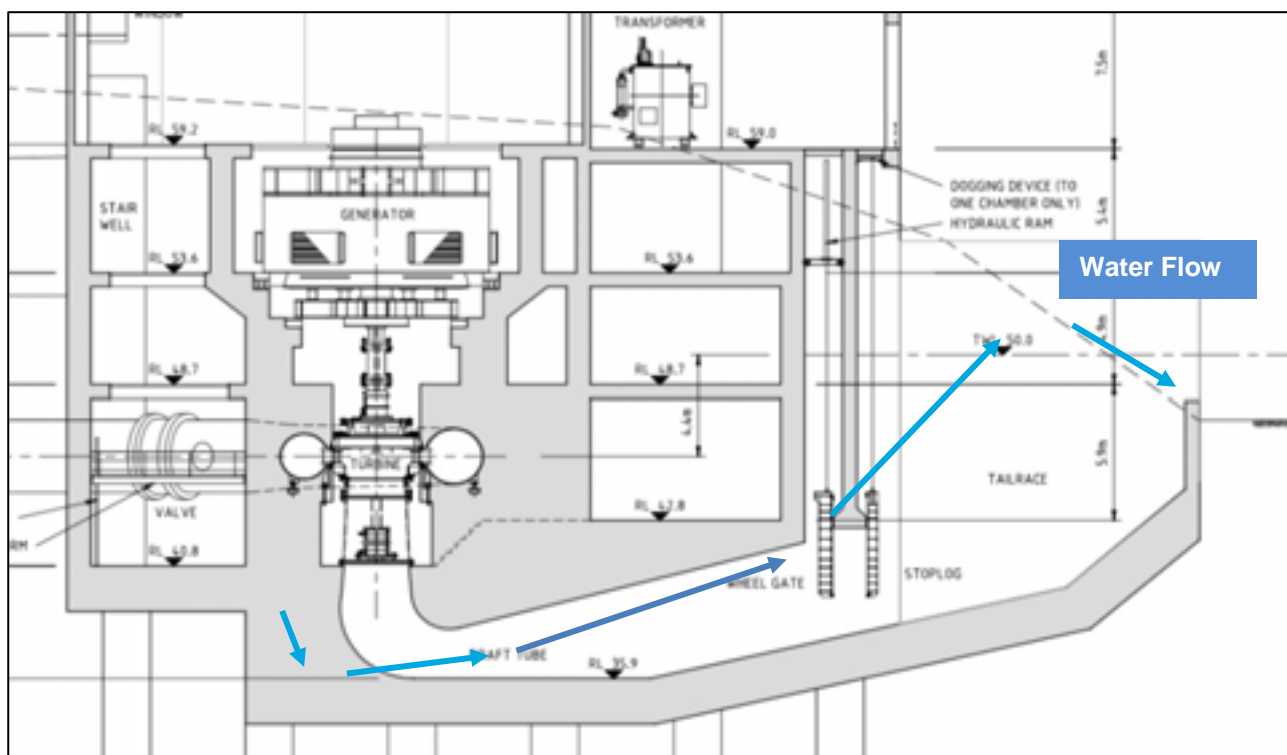 WINDOW
TRANSFORMER
7.5m
RL 59.2
RL 59.0
STAIR
WELL
GENERATOR
DOGGING DEVICE (TO
ONE CHAMBER ONLY)
HYDRAULIC RAM
5.4m
RL 53.6
RL 53.6
Water Flow
TWL 50.0
RL 48.7
RL 48.7
4.4m
TURBINE
5.9m
TAILRACE
VALVE
RL 42.8
RL 40.8
WHEEL GATE
STOPLOG
DRAFT TUBE
RL 35.9